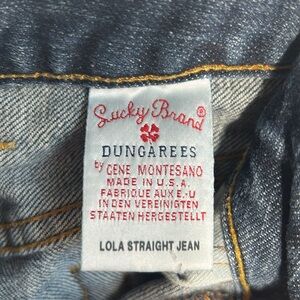 Lucky Brand®
DUNGAREES
by GENE MONTESANO
MADE IN U.S.A.
FABRIQUE AUX E.-U
IN DEN VEREINIGTEN
STAATEN HERGESTELLT
LOLA STRAIGHT JEAN